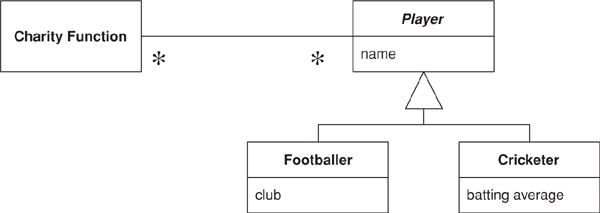 Charity Function
*
*
Player
name
Footballer
club
Cricketer
batting average